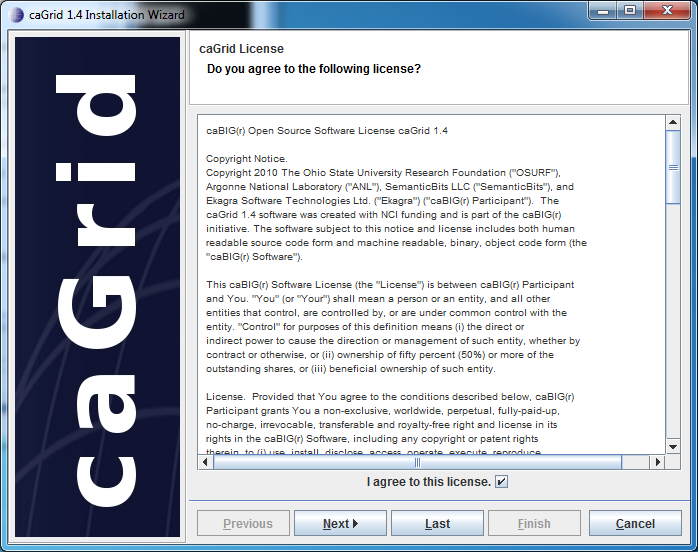 caGrid 1.4 Installation Wizard
caGrid
caGrid License
Do you agree to the following license?
caBIG(r) Open Source Software License caGrid 1.4
Copyright Notice.
Copyright 2010 The Ohio State University Research Foundation ("OSURF"),
Argonne National Laboratory ("ANL"), SemanticBits LLC ("SemanticBits"), and
Ekagra Software Technologies Ltd. ("Ekagra") ("caBIG(r) Participant").  The
caGrid 1.4 software was created with NCI funding and is part of the caBIG(r)
initiative. The software subject to this notice and license includes both human
readable source code form and machine readable, binary, object code form (the
"caBIG(r) Software").
This caBIG(r) Software License (the "License") is between caBIG(r) Participant
and You. "You" (or "Your") shall mean a person or an entity, and all other
entities that control, are controlled by, or are under common control with the
entity. "Control" for purposes of this definition means (i) the direct or
indirect power to cause the direction or management of such entity, whether by
contract or otherwise, or (ii) ownership of fifty percent (50%) or more of the
outstanding shares, or (iii) beneficial ownership of such entity.
License.  Provided that You agree to the conditions described below, caBIG(r)
Participant grants You a non-exclusive, worldwide, perpetual, fully-paid-up,
no-charge, irrevocable, transferable and royalty-free right and license in its
rights in the caBIG(r) Software, including any copyright or patent rights
therein, to (i) use, install, disclose, access, operate, execute, reproduce,
I agree to this license.
Previous
Next
Last
Finish
Cancel